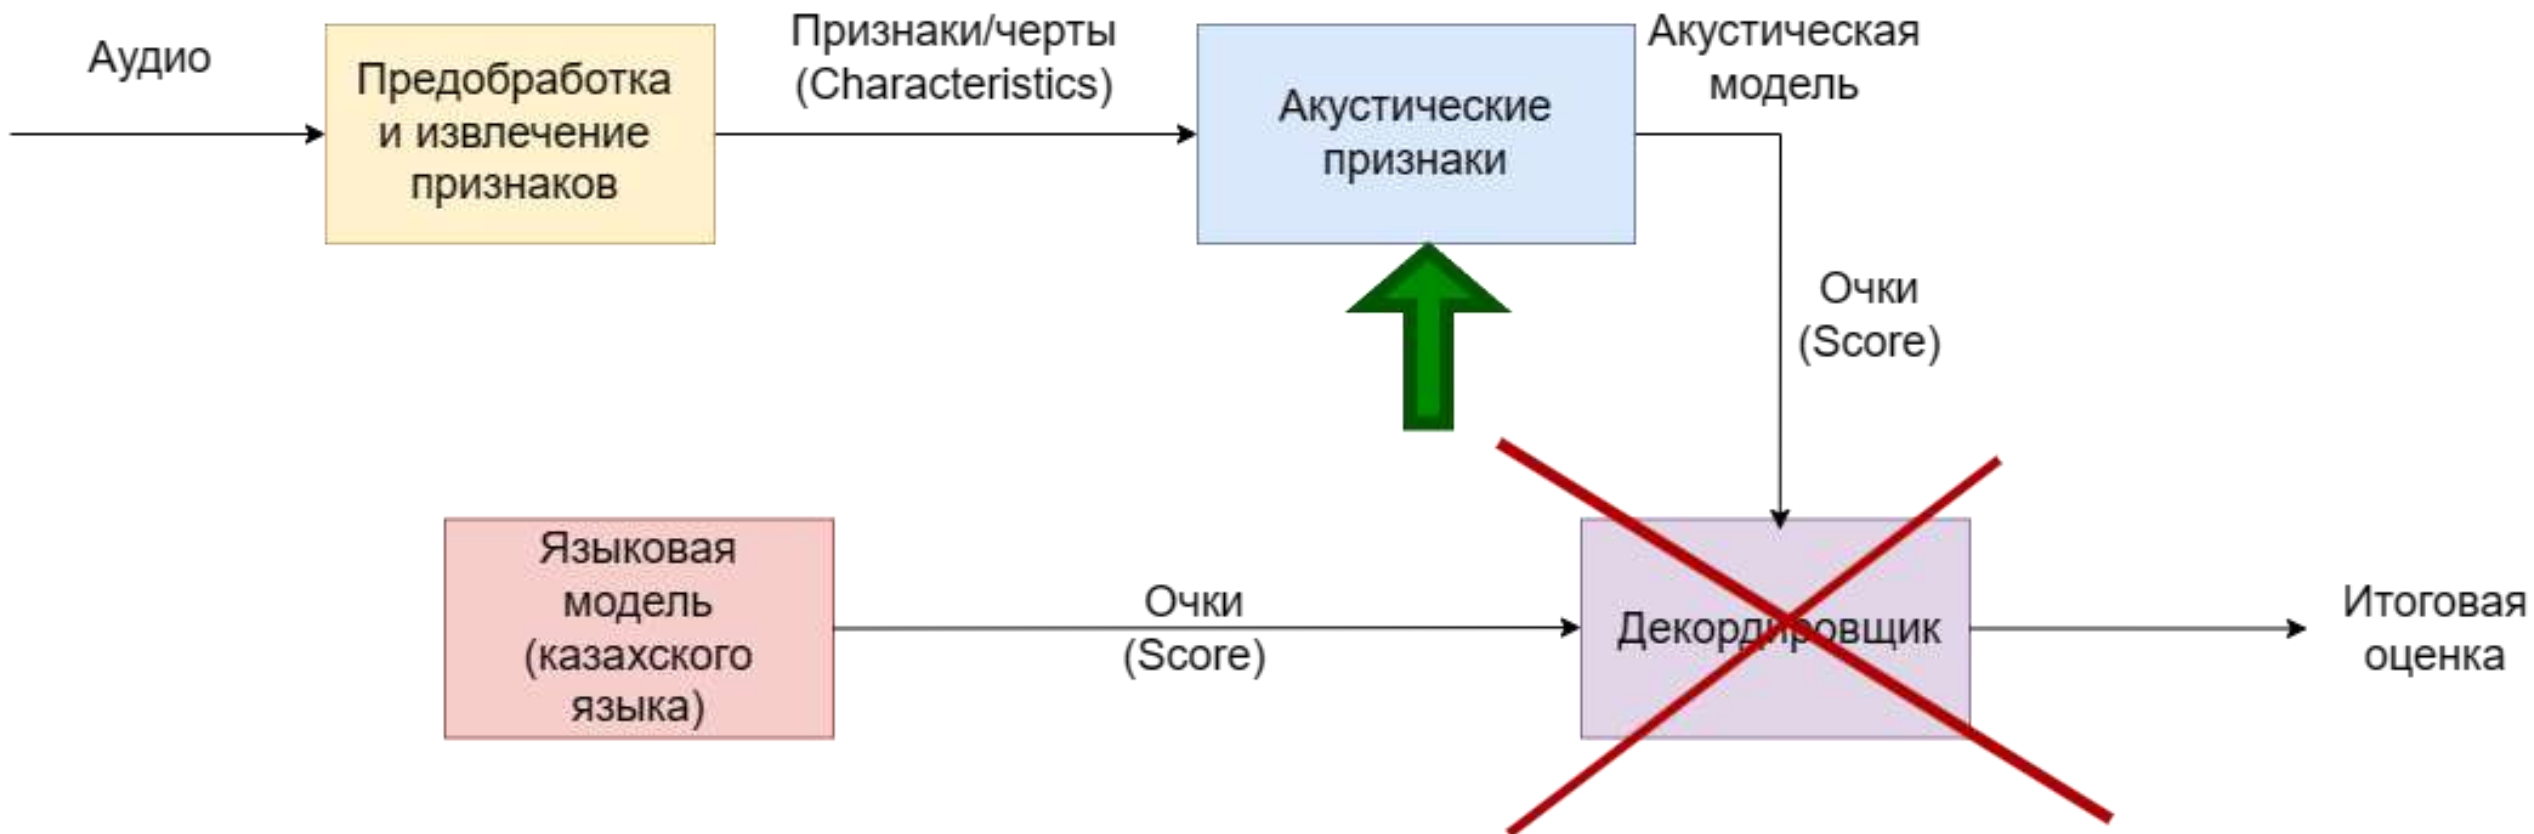 Аудио
Предобработка
и извлечение
признаков
Признаки/черты
(Characteristics)
Акустические
признаки
Акустическая
модель
Очки
(Score)
Языковая
модель
(казахского
языка)
Очки
(Score)
Декордировщик
Итоговая
оценка